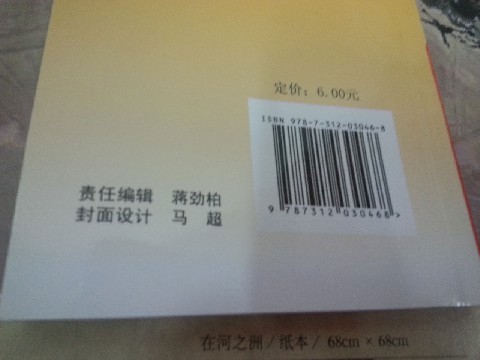 定价：6.00元
ISBN 978-7-312-03046-8
9 787312 030468 >
责任编辑 蒋劲柏
封面设计 马 超
在河之洲 / 纸本 / 68cm × 68cm